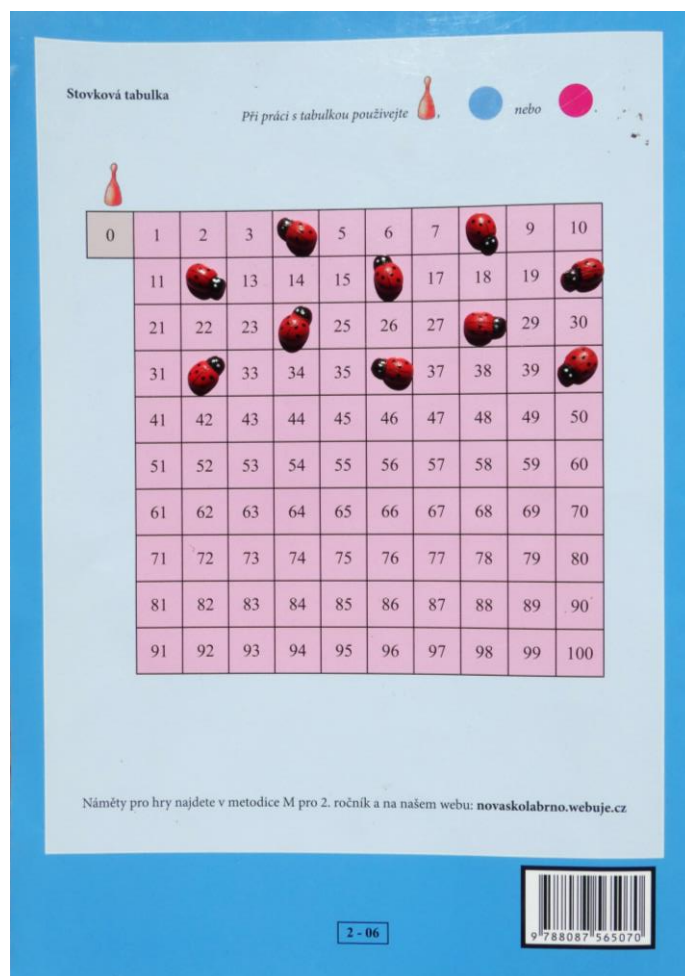 Stovková tabulka
Při práci s tabulkou použivejte , nebo .
0 1 2 3 5 6 7 9 10
11 13 14 15 17 18 19
21 22 23 25 26 27 29 30
31 33 34 35 37 38 39
41 42 43 44 45 46 47 48 49 50
51 52 53 54 55 56 57 58 59 60
61 62 63 64 65 66 67 68 69 70
71 72 73 74 75 76 77 78 79 80
81 82 83 84 85 86 87 88 89 90
91 92 93 94 95 96 97 98 99 100
Náměty pro hry najdete v metodice M pro 2. ročník a na našem webu: novaskolabrno.webuje.cz
2 - 06
9 788087 565070